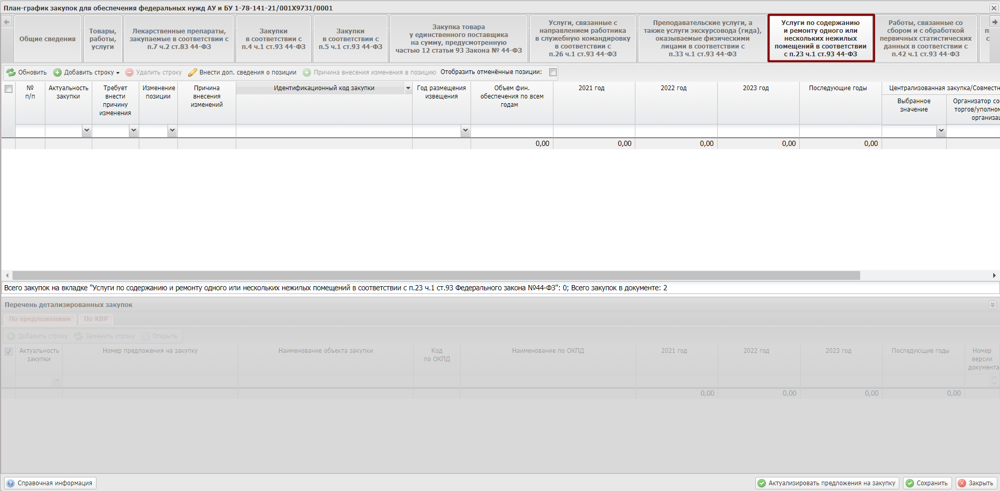 План-график закупок для обеспечения федеральных нужд АУ и БУ 1-78-141-21/001X9731/0001
Общие сведения
Товары,
работы,
услуги
Лекарственные препараты,
закупаемые в соответствии с
п.7 ч.2 ст.83 44-ФЗ
Закупки
в соответствии с
п.4 ч.1 ст.93 44-ФЗ
Закупки
в соответствии с
п.5 ч.1 ст.93 44-ФЗ
Закупка товара
у единственного поставщика
на сумму, предусмотренную
частью 12 статьи 93 Закона № 44-ФЗ
Услуги, связанные с
направлением работника
в служебную командировку
в соответствии с
п.26 ч.1 ст.93 44-ФЗ
Преподавательские услуги, а
также услуги экскурсовода (гида),
оказываемые физическими
лицами в соответствии с
п.33 ч.1 ст.93 44-ФЗ
Услуги по содержанию
и ремонту одного или
нескольких нежилых
помещений в соответствии
с п.23 ч.1 ст.93 44-ФЗ
Работы, связанные со
сбором и с обработкой
первичных статистических
данных в соответствии с
п.42 ч.1 ст.93 44-ФЗ
Обновить Добавить строку Удалить строку Внести доп. сведения о позиции Причина внесения изменения в позицию Отобразить отменённые позиции:
№
п/п
Актуальность
закупки
Требует
внести
причину
изменения
Изменение
позиции
Причина
внесения
изменений
Идентификационный код закупки
Год размещения
извещения
Объем фин.
обеспечения по всем
годам
2021 год
2022 год
2023 год
Последующие годы
Централизованная закупка/Совместн
Выбранное
значение
Организатор со
торгов/уполном
организац
0,00 0,00 0,00 0,00 0,00
Всего закупок на вкладке "Услуги по содержанию и ремонту одного или нескольких нежилых помещений в соответствии с п.23 ч.1 ст.93 Федерального закона №44-ФЗ": 0; Всего закупок в документе: 2
Перечень детализированных закупок
По предложениям По КВР
Добавить строку Заменить строку Открыть
Актуальность
закупки
Номер предложения на закупку
Наименование объекта закупки
Код
по ОКПД
Наименование по ОКПД
2021 год
2022 год
2023 год
Последующие годы
Номер
версии
документа
0,00 0,00 0,00 0,00
Справочная информация Актуализировать предложения на закупку Сохранить Закрыть